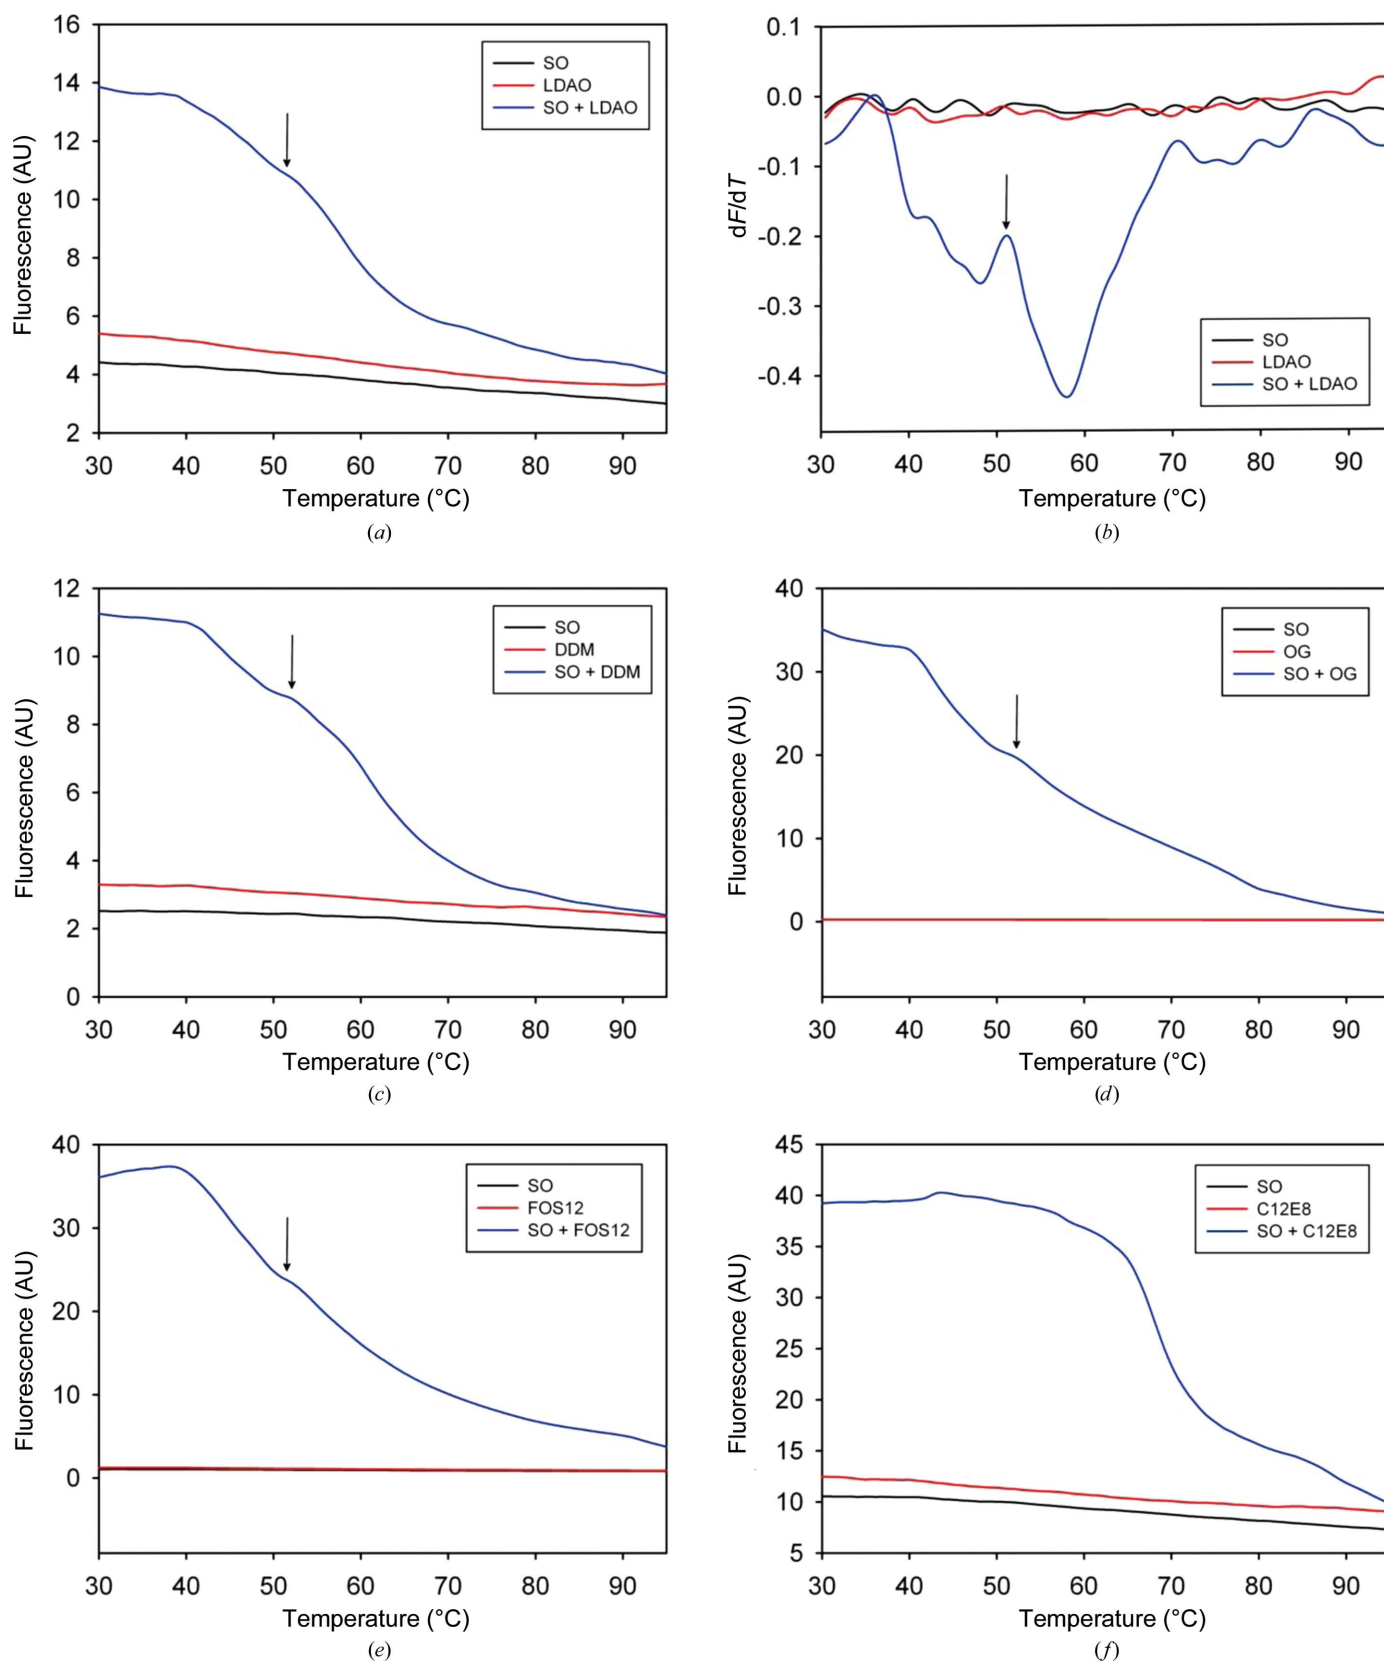 16
14
12
10
8
6
4
2
Fluorescence (AU)
SO
LDAO
SO + LDAO
30 40 50 60 70 80 90
Temperature (°C)
(a)
0.1
0.0
-0.1
-0.2
-0.3
-0.4
dF/dT
SO
LDAO
SO + LDAO
30 40 50 60 70 80 90
Temperature (°C)
(b)
12
10
8
6
4
2
0
Fluorescence (AU)
SO
DDM
SO + DDM
30 40 50 60 70 80 90
Temperature (°C)
(c)
40
30
20
10
0
Fluorescence (AU)
SO
OG
SO + OG
30 40 50 60 70 80 90
Temperature (°C)
(d)
40
30
20
10
0
Fluorescence (AU)
SO
FOS12
SO + FOS12
30 40 50 60 70 80 90
Temperature (°C)
(e)
45
40
35
30
25
20
15
10
5
Fluorescence (AU)
SO
C12E8
SO + C12E8
30 40 50 60 70 80 90
Temperature (°C)
(f)